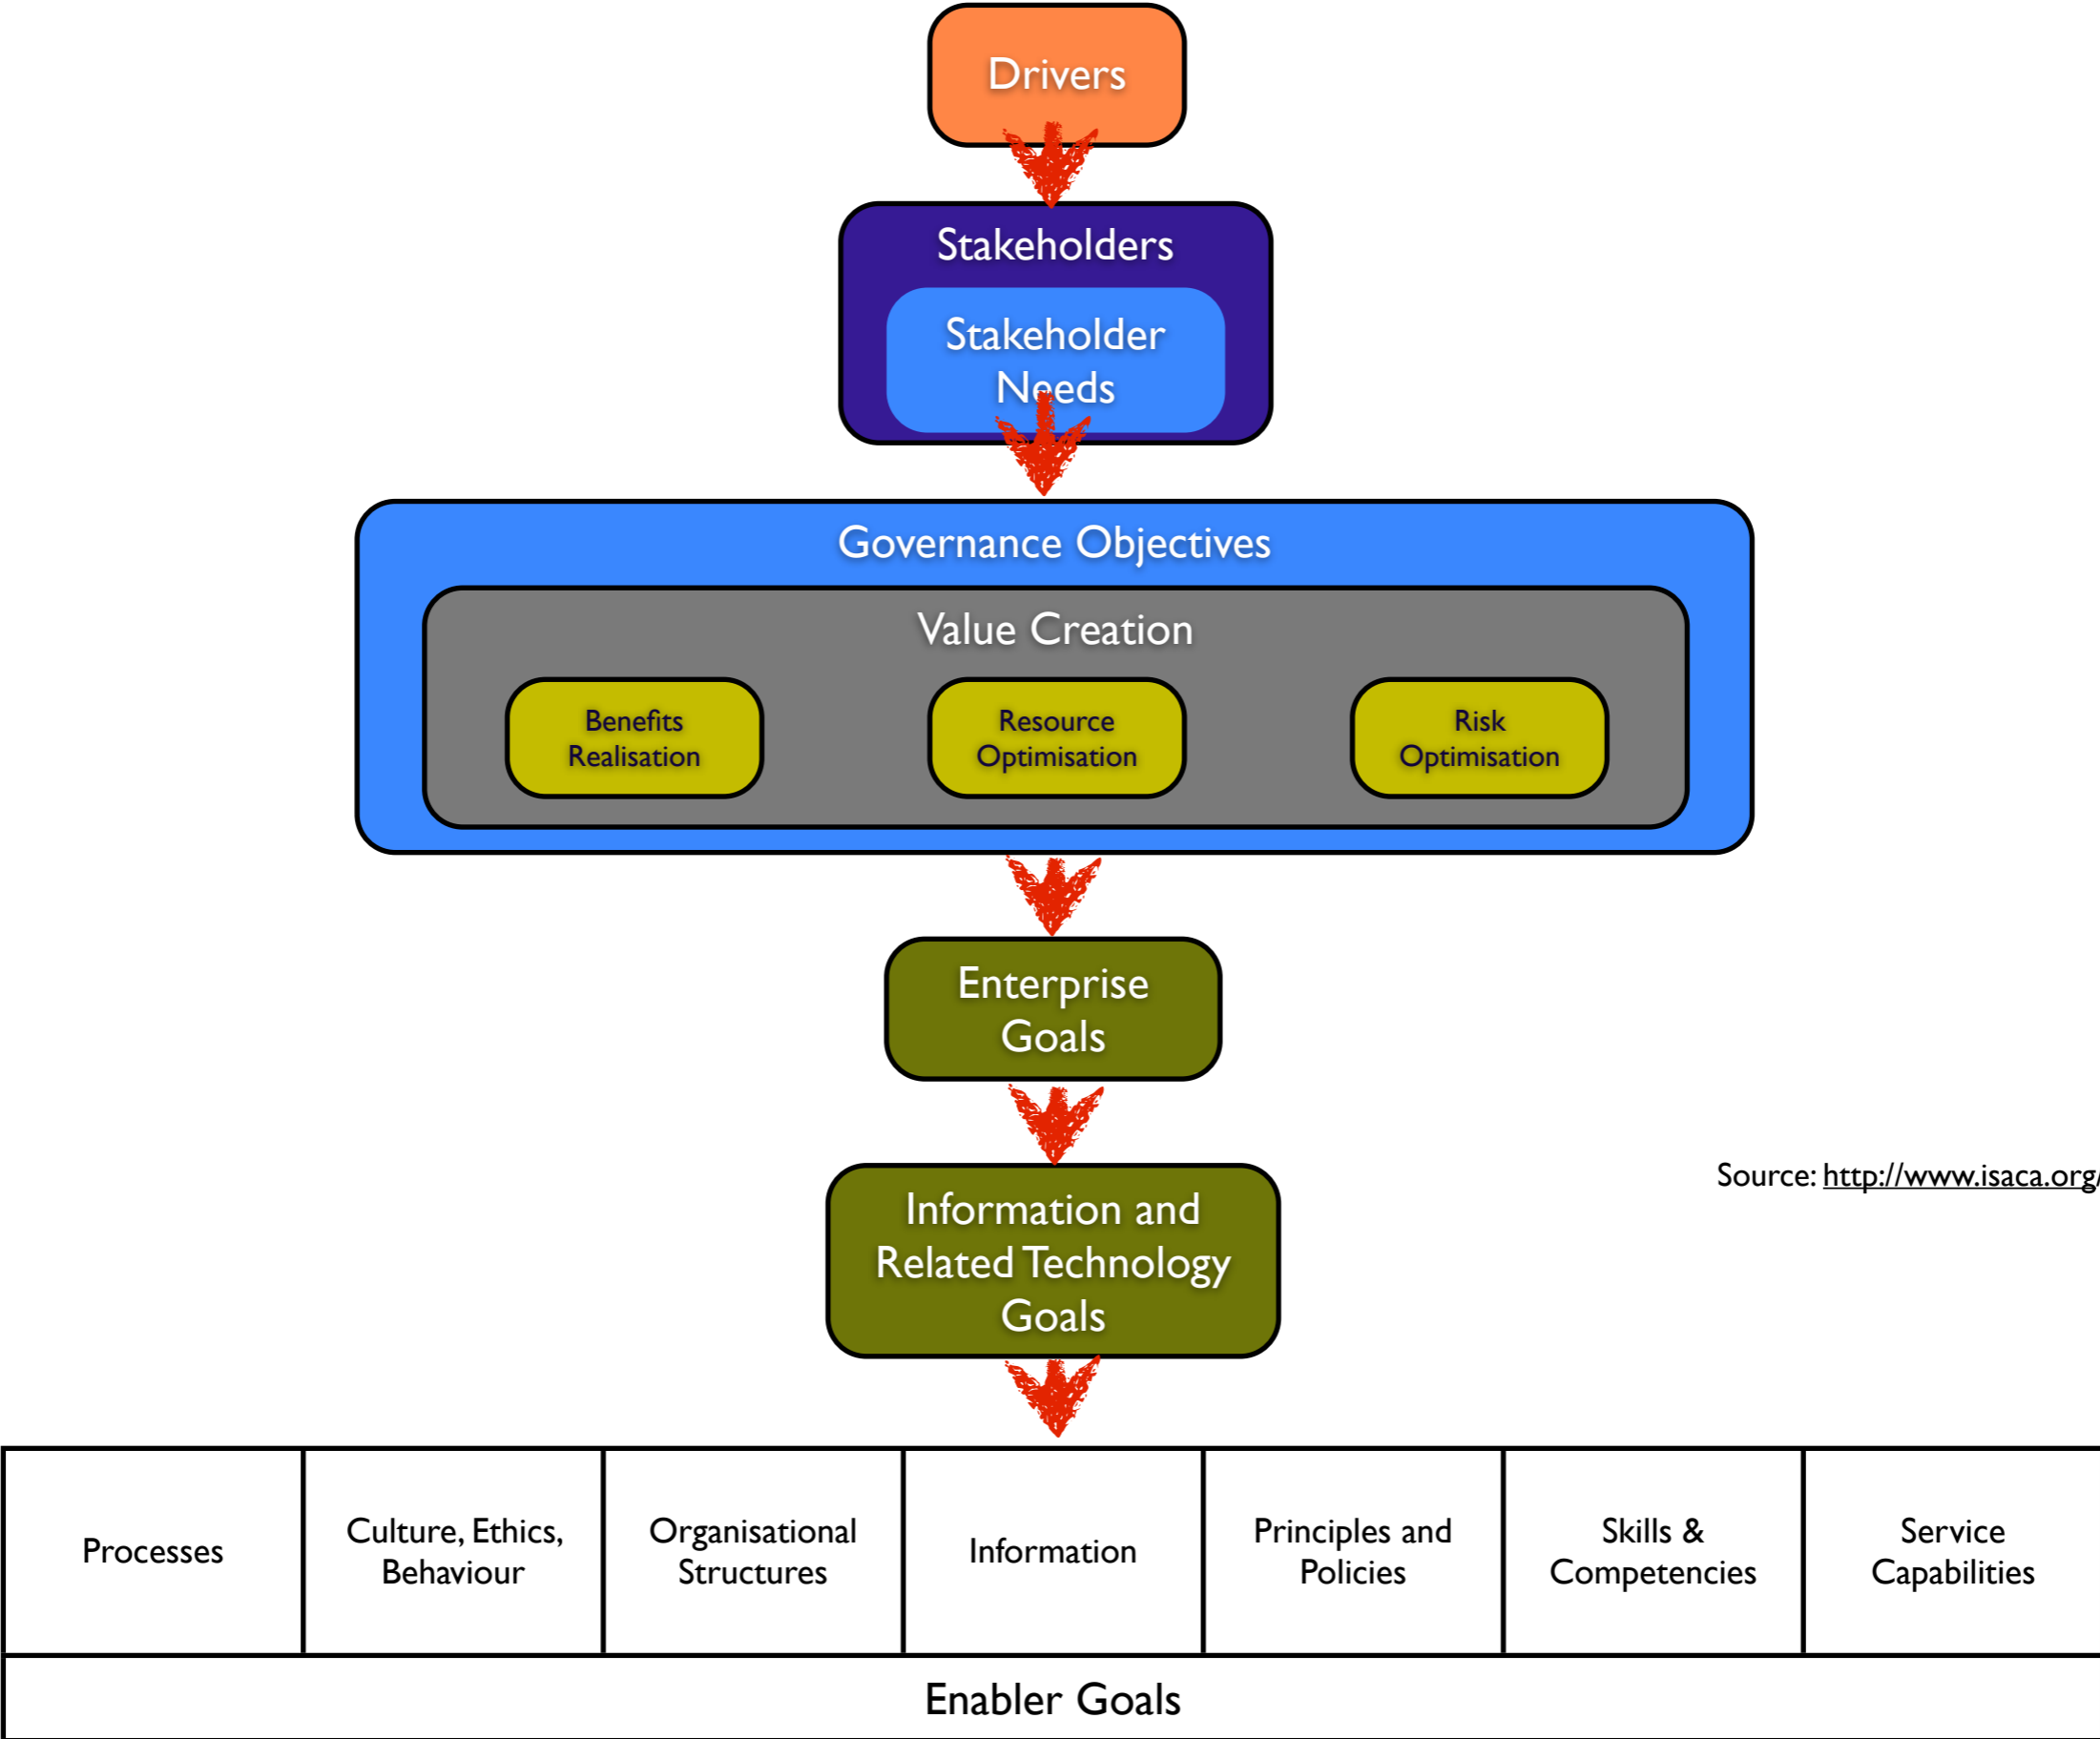 Drivers
Stakeholders
Stakeholder
Needs
Governance Objectives
Value Creation
Benefits
Realisation
Resource
Optimisation
Risk
Optimisation
Enterprise
Goals
Information and
Related Technology
Goals
Source: http://www.isaca.org/
Processes
Culture, Ethics,
Behaviour
Organisational
Structures
Information
Principles and
Policies
Skills &
Competencies
Service
Capabilities
Enabler Goals